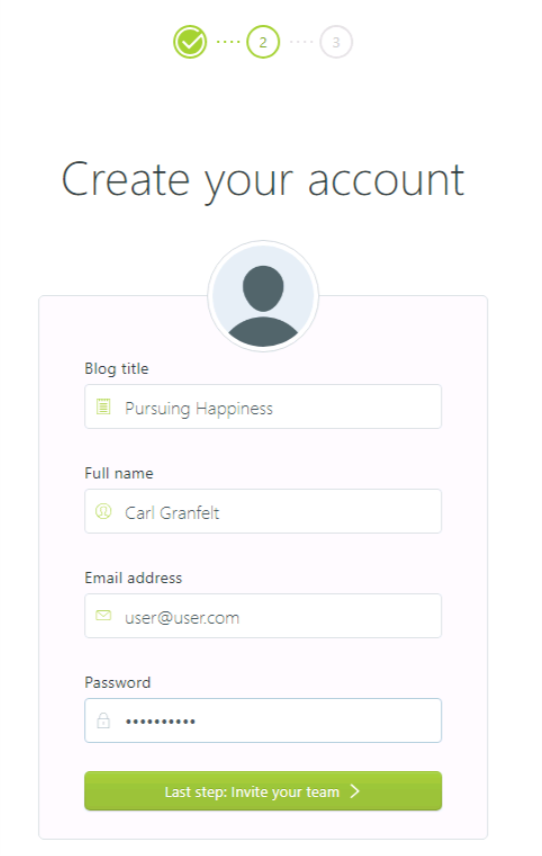 2
3
Create your account
Blog title
Pursuing Happiness
Full name
Carl Granfelt
Email address
user@user.com
Password
••••••••••
Last step: Invite your team